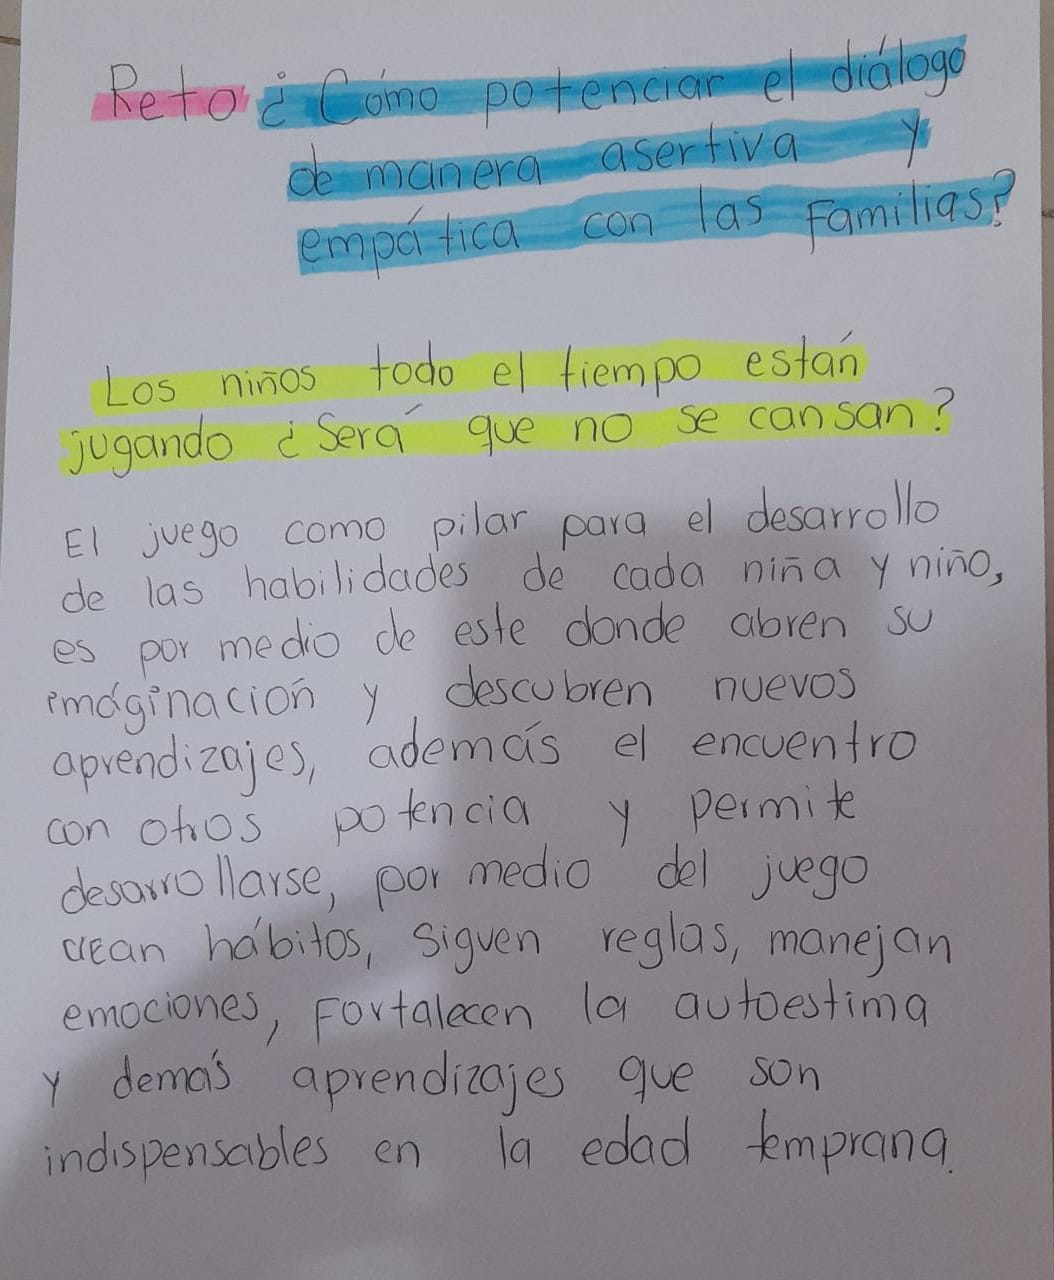 Reto ¿Cómo potenciar el diálogo
de manera asertiva y
empática con las Familias?
Los niños todo el tiempo están
jugando ¿Será que no se cansan?
El juego como pilar para el desarrollo
de las habilidades de cada niña y niño,
es por medio de este donde abren su
imaginación y descubren nuevos
aprendizajes, además el encuentro
con otros potencia y permite
desarrollarse, por medio del juego
crean hábitos, siguen reglas, manejan
emociones, Fortalecen la autoestima
y demás aprendizajes que son
indispensables en la edad temprana.